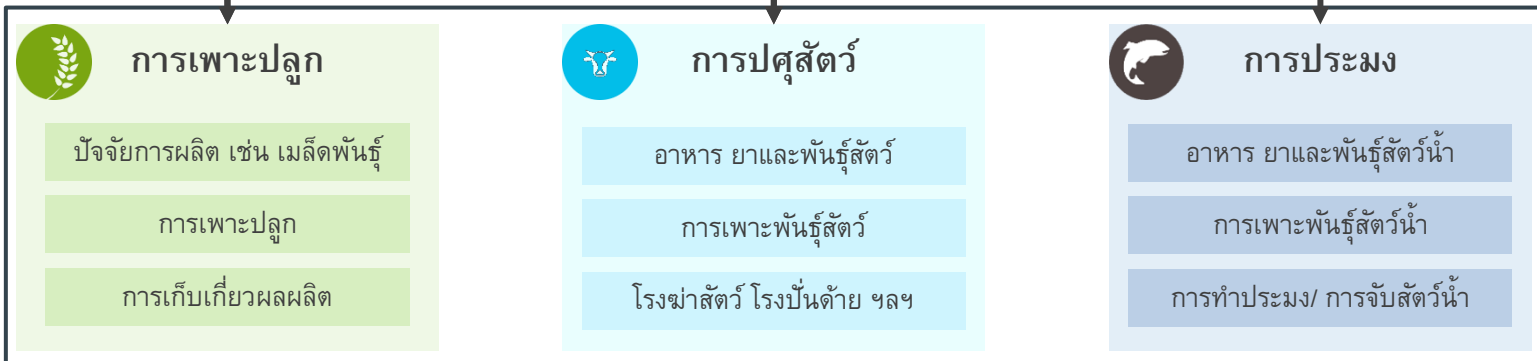 การเพาะปลูก
ปัจจัยการผลิต เช่น เมล็ดพันธุ์
การเพาะปลูก
การเก็บเกี่ยวผลผลิต
การปศุสัตว์
อาหาร ยาและพันธุ์สัตว์
การเพาะพันธุ์สัตว์
โรงฆ่าสัตว์ โรงปั่นด้าย ฯลฯ
การประมง
อาหาร ยาและพันธุ์สัตว์น้ำ
การเพาะพันธุ์สัตว์น้ำ
การทำประมง/ การจับสัตว์น้ำ